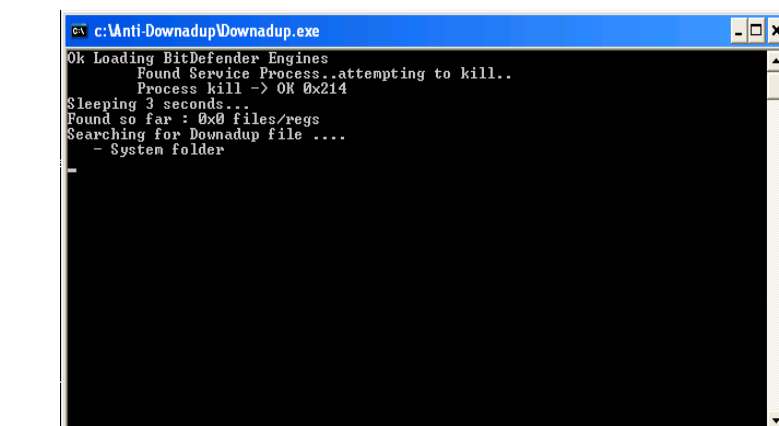 c:\Anti-Downadup\Downadup.exe
Ok Loading BitDefender Engines
Found Service Process..attempting to kill..
Process kill -> OK 0x214
Sleeping 3 seconds...
Found so far : 0x0 files/regs
Searching for Downadup file ....
- System folder